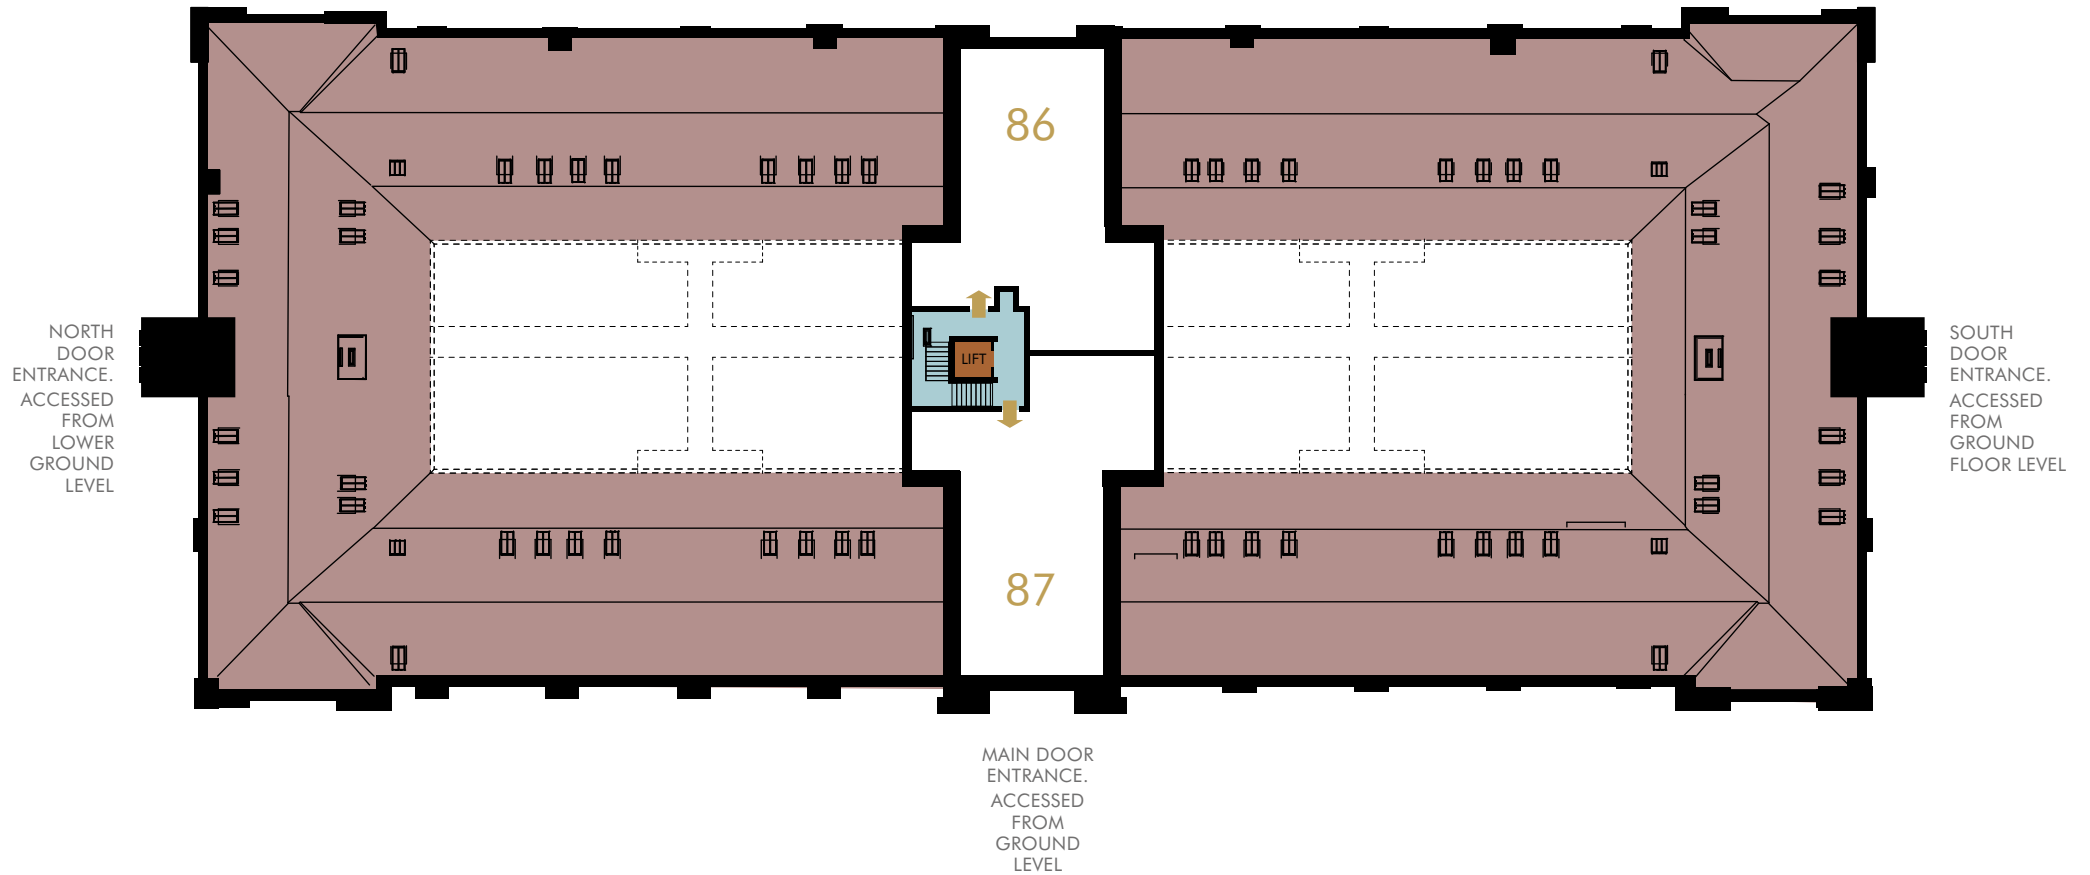 86
LIFT
NORTH
DOOR
ENTRANCE.
ACCESSED
FROM
LOWER
GROUND
LEVEL
SOUTH
DOOR
ENTRANCE.
ACCESSED
FROM
GROUND
FLOOR LEVEL
87
MAIN DOOR
ENTRANCE.
ACCESSED
FROM
GROUND
LEVEL